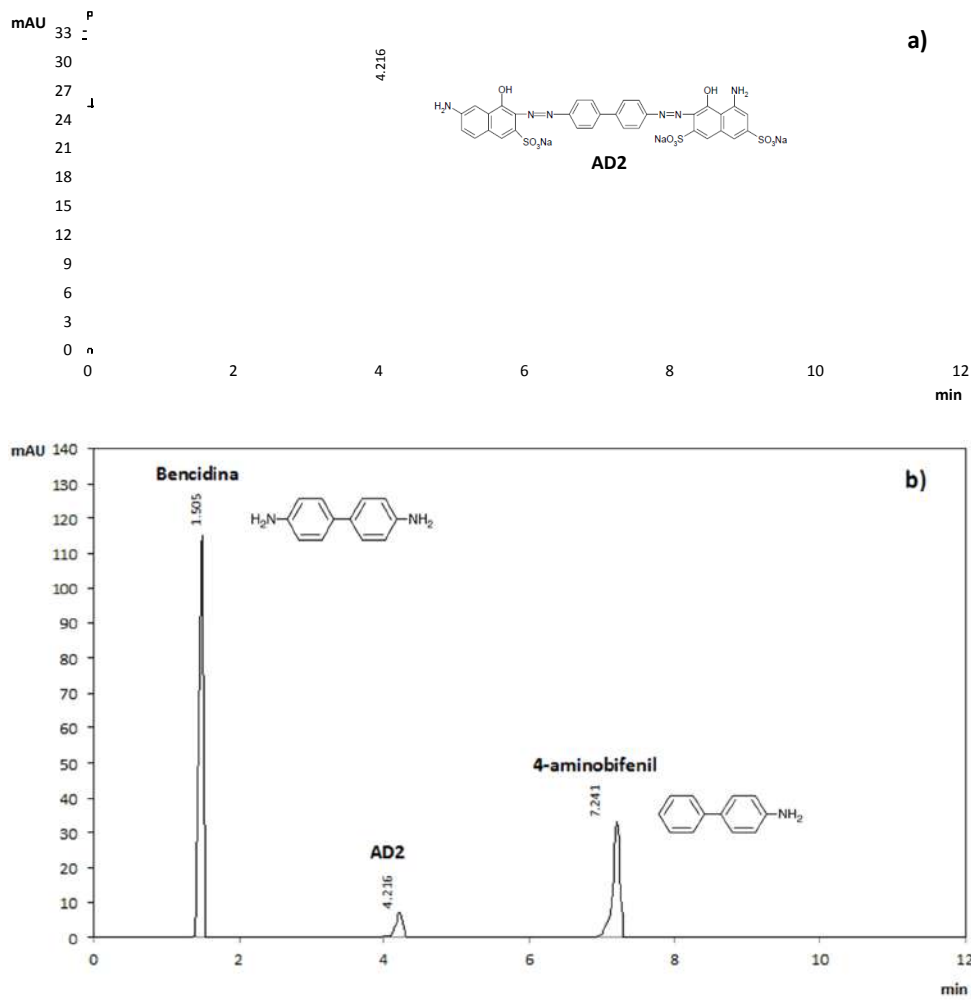 mAU
33
30
27
24
21
18
15
12
9
6
3
0
4.216
a)
H₂N
OH
N=N
SO₃Na
N=N
OH
NH₂
NaO₃S
SO₃Na
AD2
0 2 4 6 8 10 12
min
mAU
140
130
120
110
100
90
80
70
60
50
40
30
20
10
0
b)
Bencidina
1.505
H₂N
NH₂
AD2
4.216
4-aminobifenil
7.241
NH₂
0 2 4 6 8 10 12
min